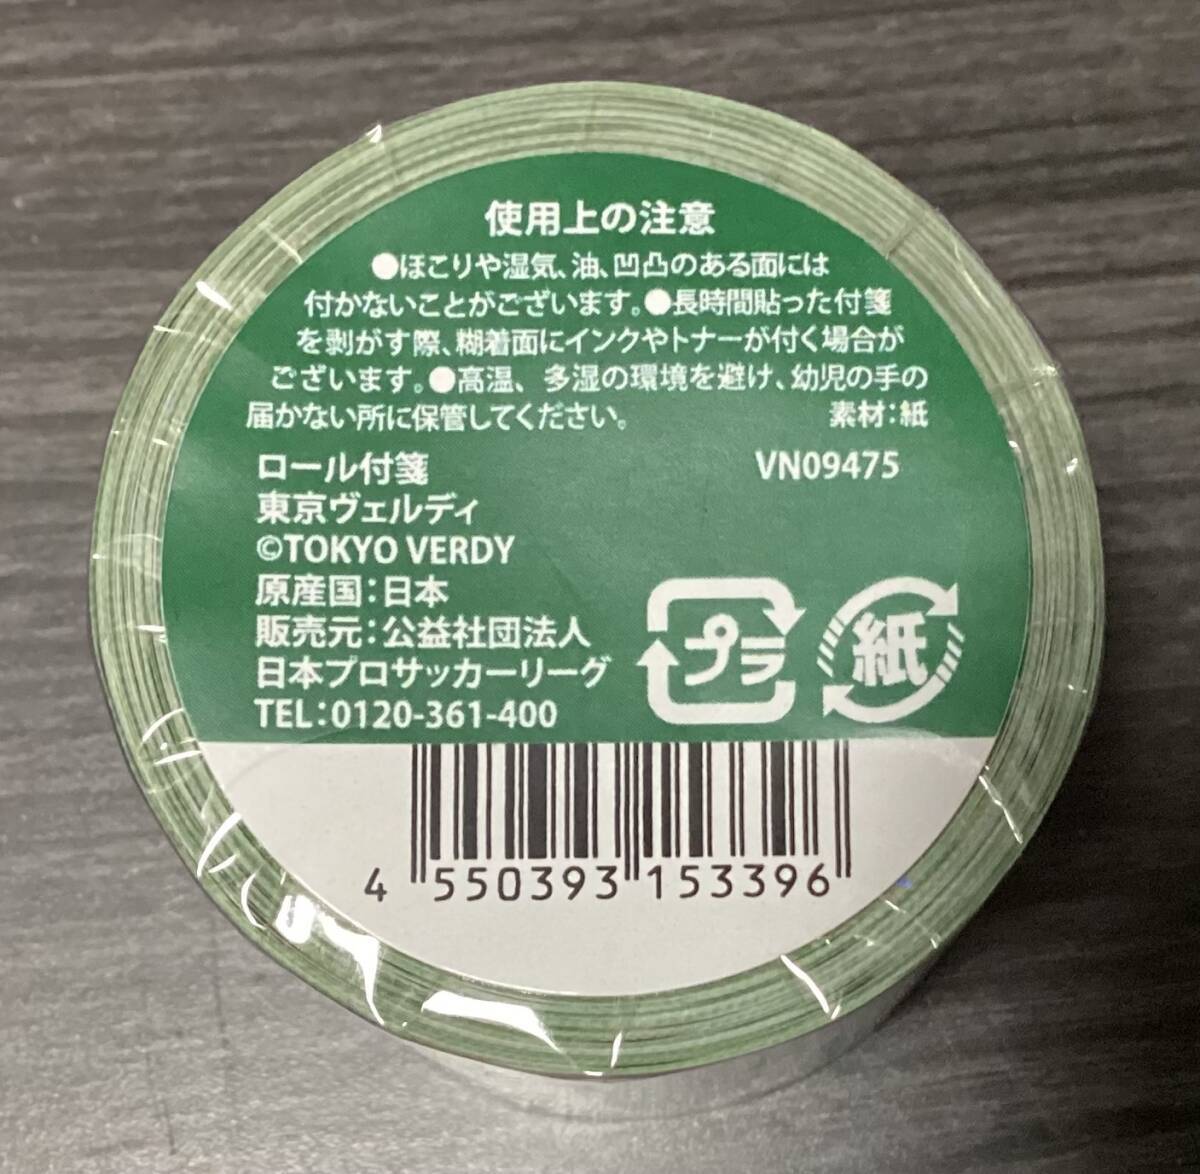 使用上の注意
●ほこりや湿気、油、凹凸のある面には
付かないことがございます。●長時間貼った付箋
を剥がす際、糊着面にインクやトナーが付く場合が
ございます。●高温、多湿の環境を避け、幼児の手の
届かない所に保管してください。 素材:紙
ロール付箋 VN09475
東京ヴェルディ
©TOKYO VERDY
原産国:日本
販売元:公益社団法人
日本プロサッカーリーグ
TEL:0120-361-400
プラ 紙
4 550393 153396